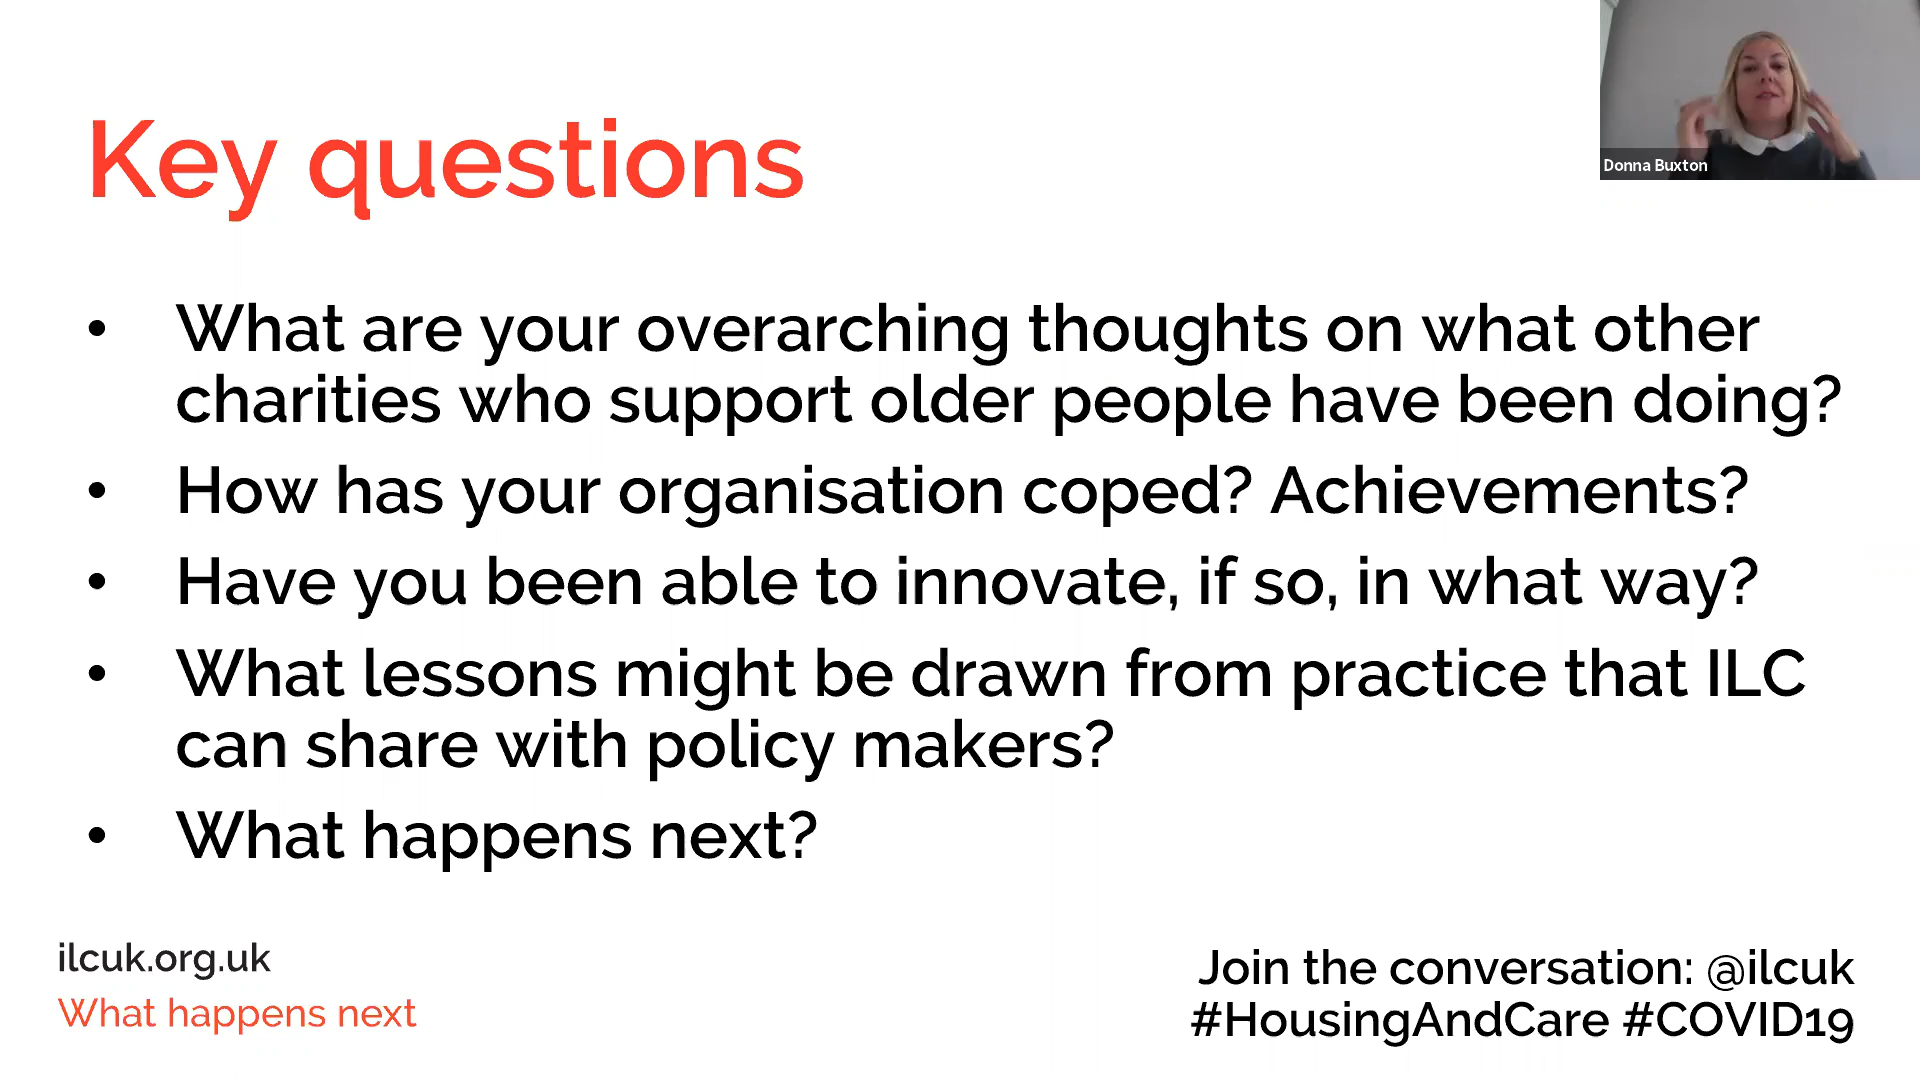 Key questions
Donna Buxton
• What are your overarching thoughts on what other
charities who support older people have been doing?
• How has your organisation coped? Achievements?
• Have you been able to innovate, if so, in what way?
• What lessons might be drawn from practice that ILC
can share with policy makers?
• What happens next?
ilcuk.org.uk
What happens next
Join the conversation: @ilcuk
#HousingAndCare #COVID19